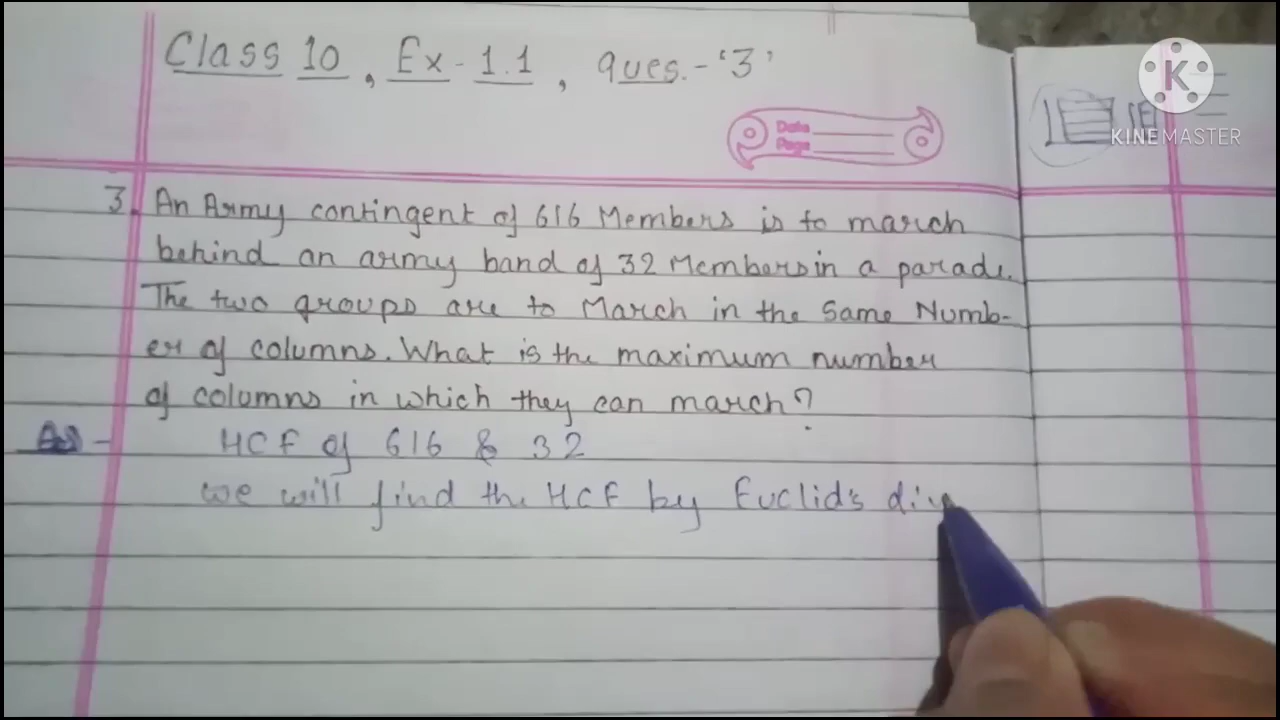 Class 10, Ex-1.1, ques.-'3'
Date
Page
KINEMASTER
3. An Army contingent of 616 Members is to march
behind an army band of 32 Members in a parade.
The two groups are to March in the same Numb-
er of columns. What is the maximum number
of columns in which they can march?
HCF of 616 & 32
we will find the HCF by Euclid's div